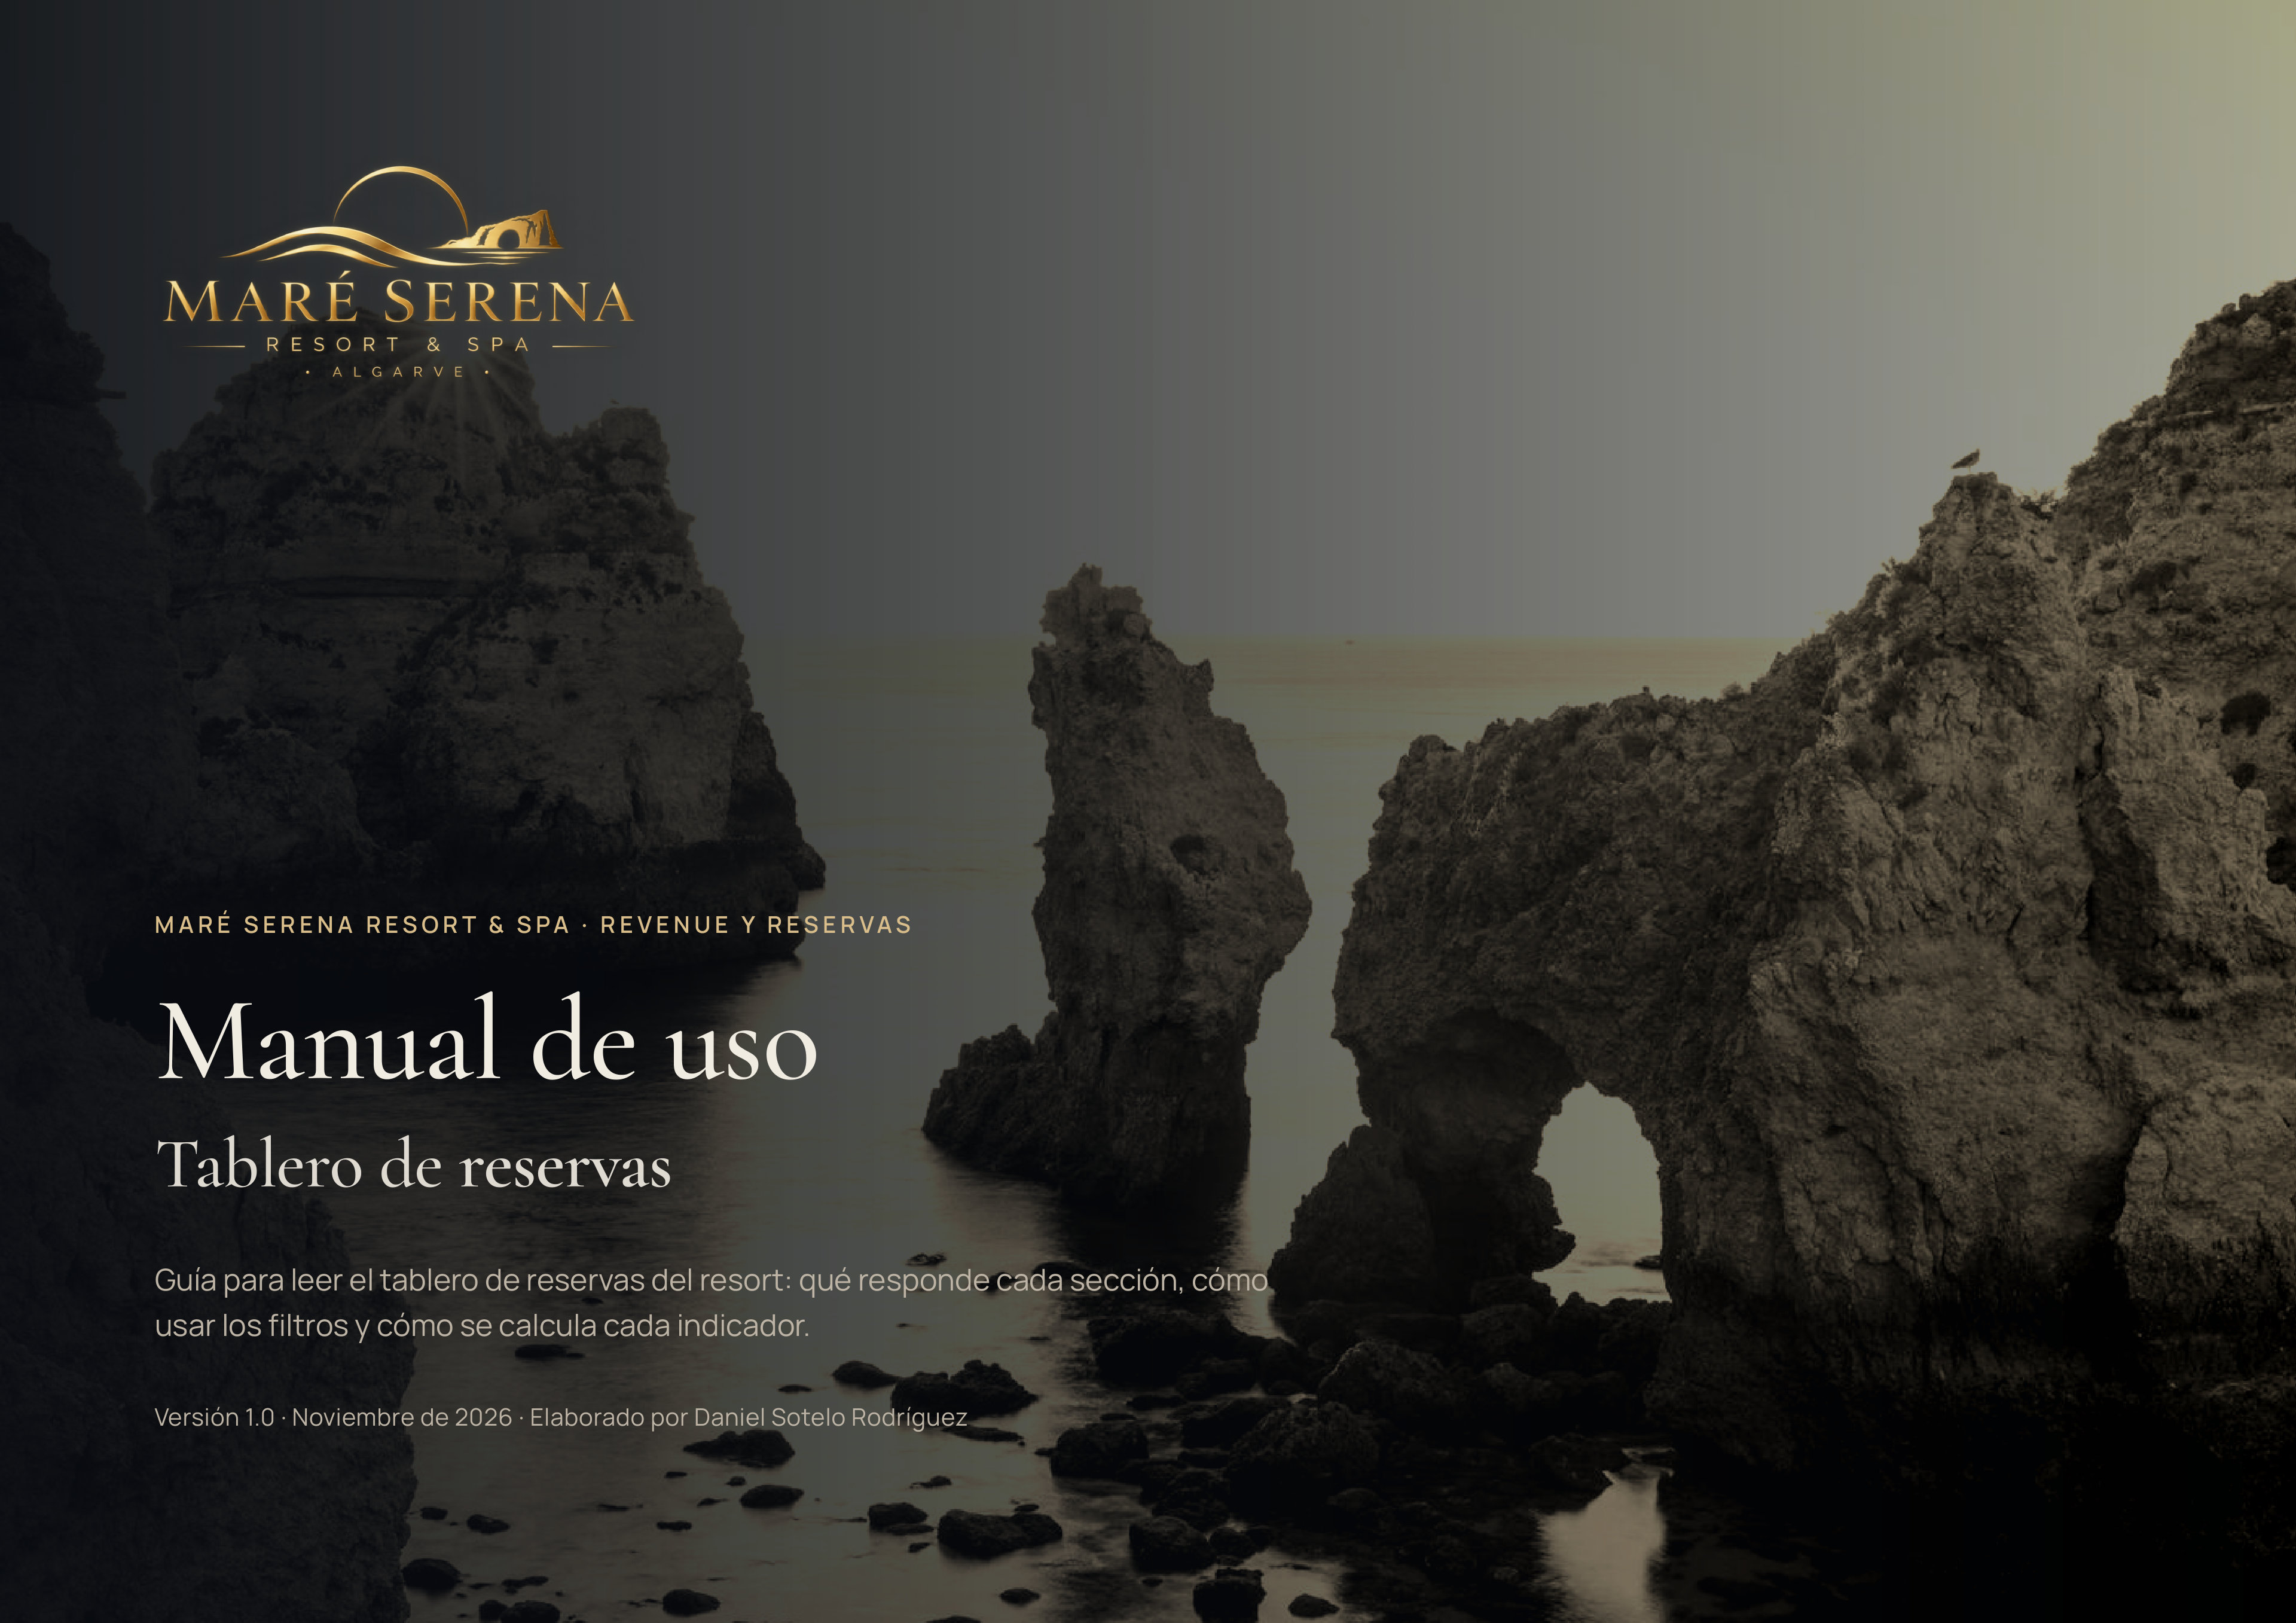 MARÉ SERENA
RESORT & SPA
· ALGARVE ·
MARÉ SERENA RESORT & SPA · REVENUE Y RESERVAS
Manual de uso
Tablero de reservas
Guía para leer el tablero de reservas del resort: qué responde cada sección, cómo
usar los filtros y cómo se calcula cada indicador.
Versión 1.0 · Noviembre de 2026 · Elaborado por Daniel Sotelo Rodríguez